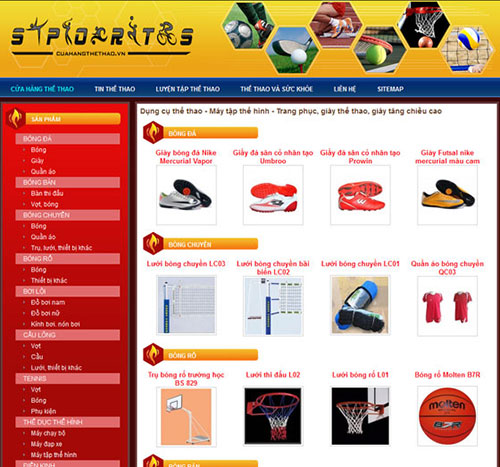 SPORTS
CUAHANGTHETHAO.VN
CỬA HÀNG THỂ THAO TIN THỂ THAO LUYỆN TẬP THỂ THAO THỂ THAO VÀ SỨC KHỎE LIÊN HỆ SITEMAP
SẢN PHẨM
BÓNG ĐÁ
Bóng
Giày
Quần áo
BÓNG BÀN
Bàn thi đấu
Vợt, bóng
BÓNG CHUYỀN
Bóng
Quần áo
Trụ, lưới, thiết bị khác
BÓNG RỔ
Bóng
Thiết bị khác
BƠI LỘI
Đồ bơi nam
Đồ bơi nữ
Kính bơi, nón bơi
CẦU LÔNG
Vợt
Cầu
Lưới, thiết bị khác
TENNIS
Vợt
Bóng
Phụ kiện
THỂ DỤC THỂ HÌNH
Máy chạy bộ
Máy đạp xe
Máy tập thể hình
ĐIỀN KINH
Dụng cụ thể thao - Máy tập thể hình - Trang phục, giày thể thao, giày tăng chiều cao
BÓNG ĐÁ
Giày bóng đá Nike
Mercurial Vapor
Giầy đá sân cỏ nhân tạo
Umbroo
Giầy đá sân cỏ nhân tạo
Prowin
Giày Futsal nike
mercurial màu cam
BÓNG CHUYỀN
Lưới bóng chuyền LC03
Lưới bóng chuyền bãi
biển LC02
Lưới bóng chuyền LC01
Quần áo bóng chuyền
QC03
BÓNG RỔ
Trụ bóng rổ trường học
BS 829
Lưới thi đấu L02
Lưới bóng rổ L01
Bóng rổ Molten B7R
molten
BÓNG BÀN